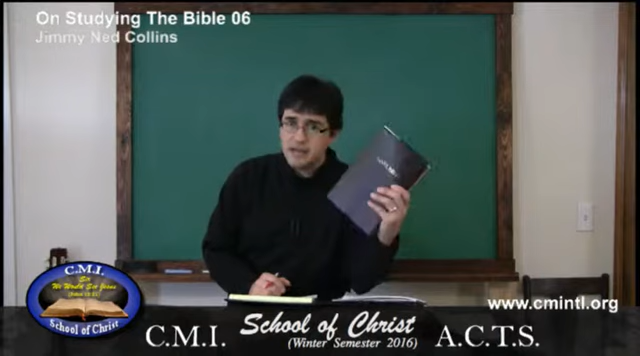 On Studying The Bible 06
Jimmy Ned Collins
C.M.I.
Sir
We Would See Jesus
School of Christ
www.cmintl.org
C.M.I. School of Christ A.C.T.S.
(Winter Semester 2016)